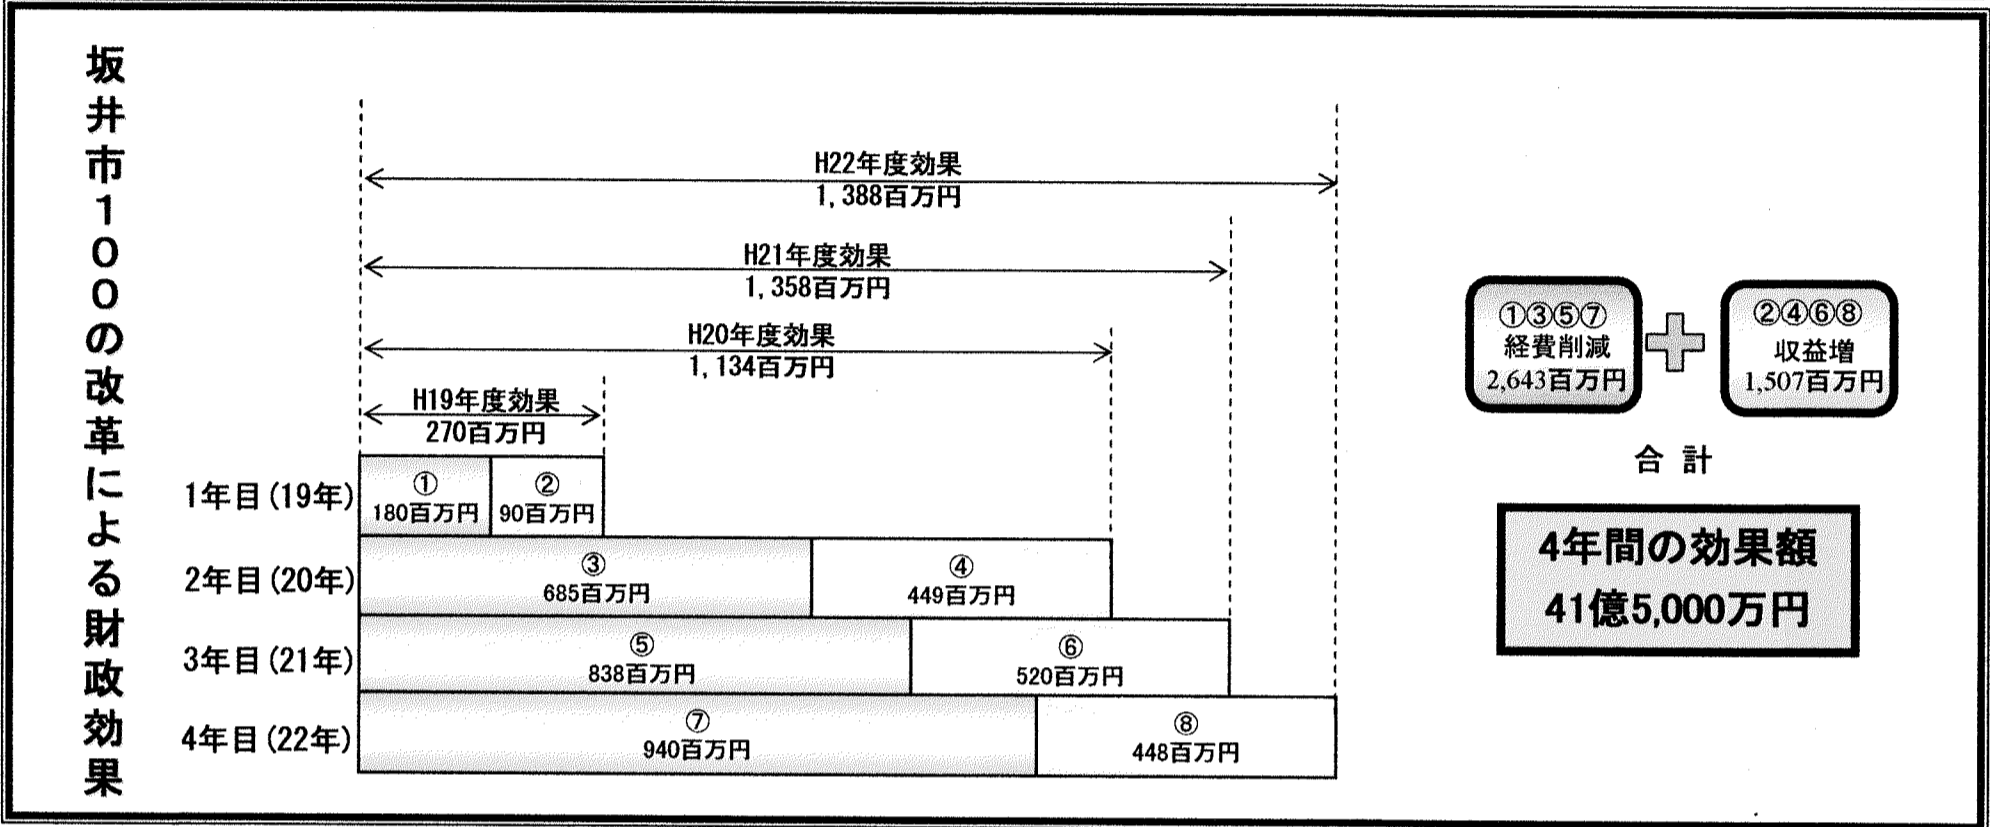 坂井市100の改革による財政効果
H22年度効果
1,388百万円
H21年度効果
1,358百万円
H20年度効果
1,134百万円
H19年度効果
270百万円
1年目(19年)
①
180百万円
②
90百万円
2年目(20年)
③
685百万円
④
449百万円
3年目(21年)
⑤
838百万円
⑥
520百万円
4年目(22年)
⑦
940百万円
⑧
448百万円
①③⑤⑦
経費削減
2,643百万円
②④⑥⑧
収益増
1,507百万円
合計
4年間の効果額
41億5,000万円